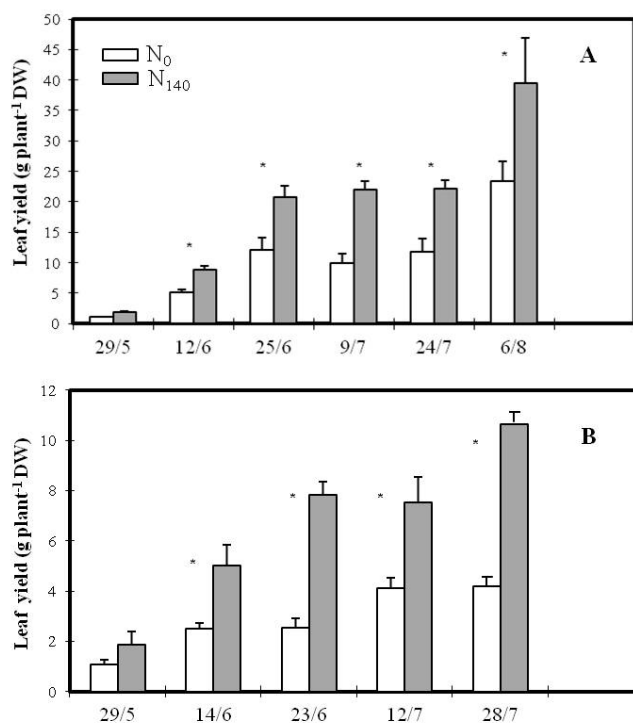 50
45
40
35
30
25
20
15
10
5
0
Leaf yield (g plant⁻¹ DW)
N₀
N₁₄₀
A
* * * * *
29/5 12/6 25/6 9/7 24/7 6/8
12
10
8
6
4
2
0
Leaf yield (g plant⁻¹ DW)
B
* * * *
29/5 14/6 23/6 12/7 28/7